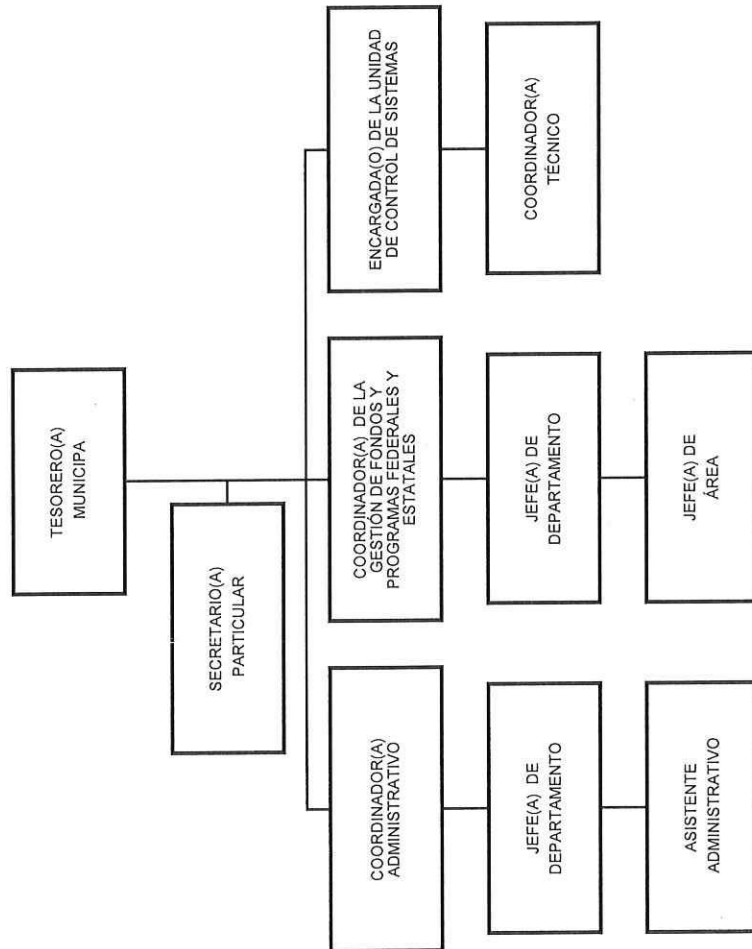 TESORERO(A)
MUNICIPA
SECRETARIO(A)
PARTICULAR
COORDINADOR(A)
ADMINISTRATIVO
COORDINADOR(A) DE LA
GESTIÓN DE FONDOS Y
PROGRAMAS FEDERALES Y
ESTATALES
ENCARGADA(O) DE LA UNIDAD
DE CONTROL DE SISTEMAS
JEFE(A) DE
DEPARTAMENTO
JEFE(A) DE
DEPARTAMENTO
COORDINADOR(A)
TÉCNICO
ASISTENTE
ADMINISTRATIVO
JEFE(A) DE
ÁREA